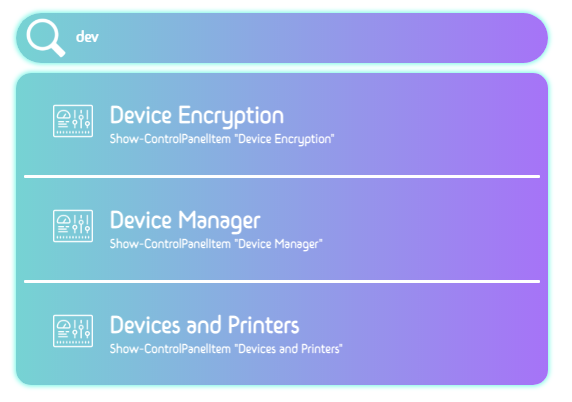 dev
Device Encryption
Show-ControlPanelItem "Device Encryption"
Device Manager
Show-ControlPanelItem "Device Manager"
Devices and Printers
Show-ControlPanelItem "Devices and Printers"